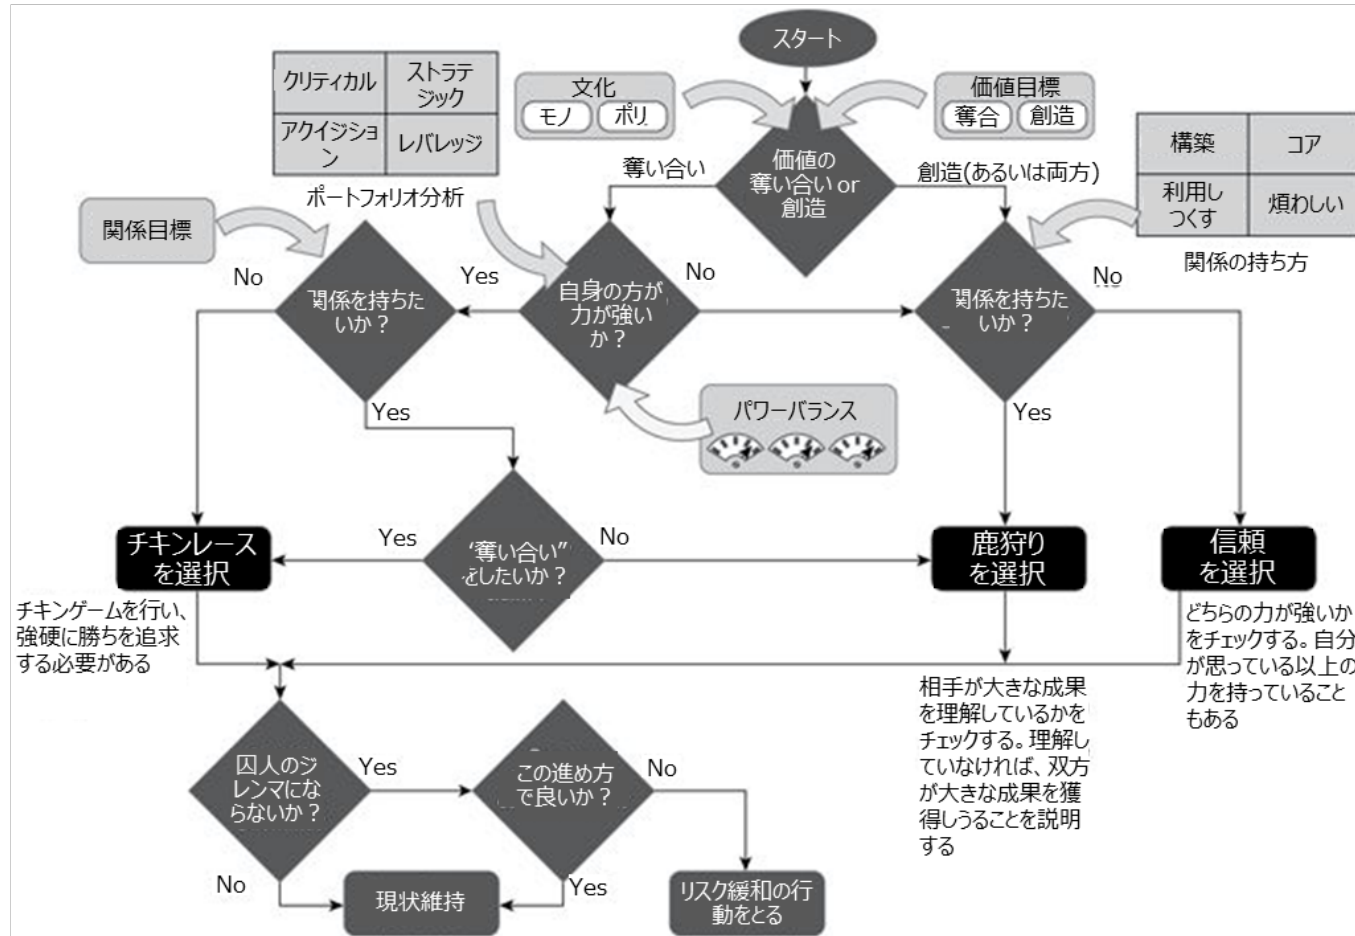 スタート
クリティカル
ストラテ
ジック
アクイジショ
ン
レバレッジ
ポートフォリオ分析
文化
モノ
ポリ
価値目標
奪合
創造
価値の
奪い合い or
創造
奪い合い
創造(あるいは両方)
構築
コア
利用し
つくす
煩わしい
関係の持ち方
関係目標
No
Yes
No
No
関係を持ちた
いか？
自身の方が
力が強い
か？
関係を持ちた
いか？
Yes
パワーバランス
Yes
チキンレース
を選択
Yes
“奪い合い”
をしたいか？
No
鹿狩り
を選択
信頼
を選択
チキンゲームを行い、
強硬に勝ちを追求
する必要がある
どちらの力が強いか
をチェックする。自分
が思っている以上の
力を持っていること
もある
相手が大きな成果
を理解しているかを
チェックする。理解し
ていなければ、双方
が大きな成果を獲
得しうることを説明
する
囚人のジ
レンマにな
らないか？
Yes
この進め方
で良いか？
No
No
現状維持
Yes
リスク緩和の行
動をとる